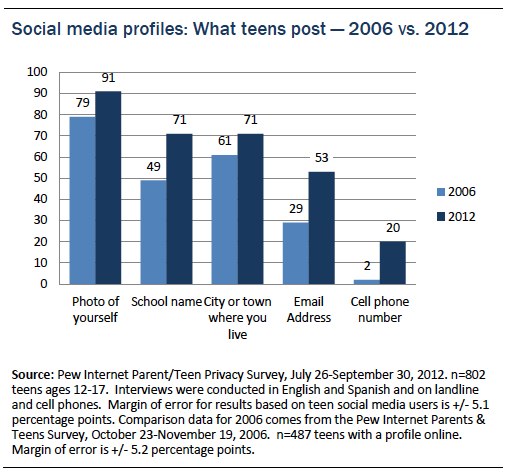 Social media profiles: What teens post — 2006 vs. 2012
100
90
80
70
60
50
40
30
20
10
0
79
91
49
71
61
71
29
53
2
20
2006
2012
Photo of yourself
School name
City or town where you live
Email Address
Cell phone number
Source: Pew Internet Parent/Teen Privacy Survey, July 26-September 30, 2012. n=802
teens ages 12-17.  Interviews were conducted in English and Spanish and on landline
and cell phones.  Margin of error for results based on teen social media users is +/- 5.1
percentage points. Comparison data for 2006 comes from the Pew Internet Parents &
Teens Survey, October 23-November 19, 2006.  n=487 teens with a profile online.
Margin of error is +/- 5.2 percentage points.